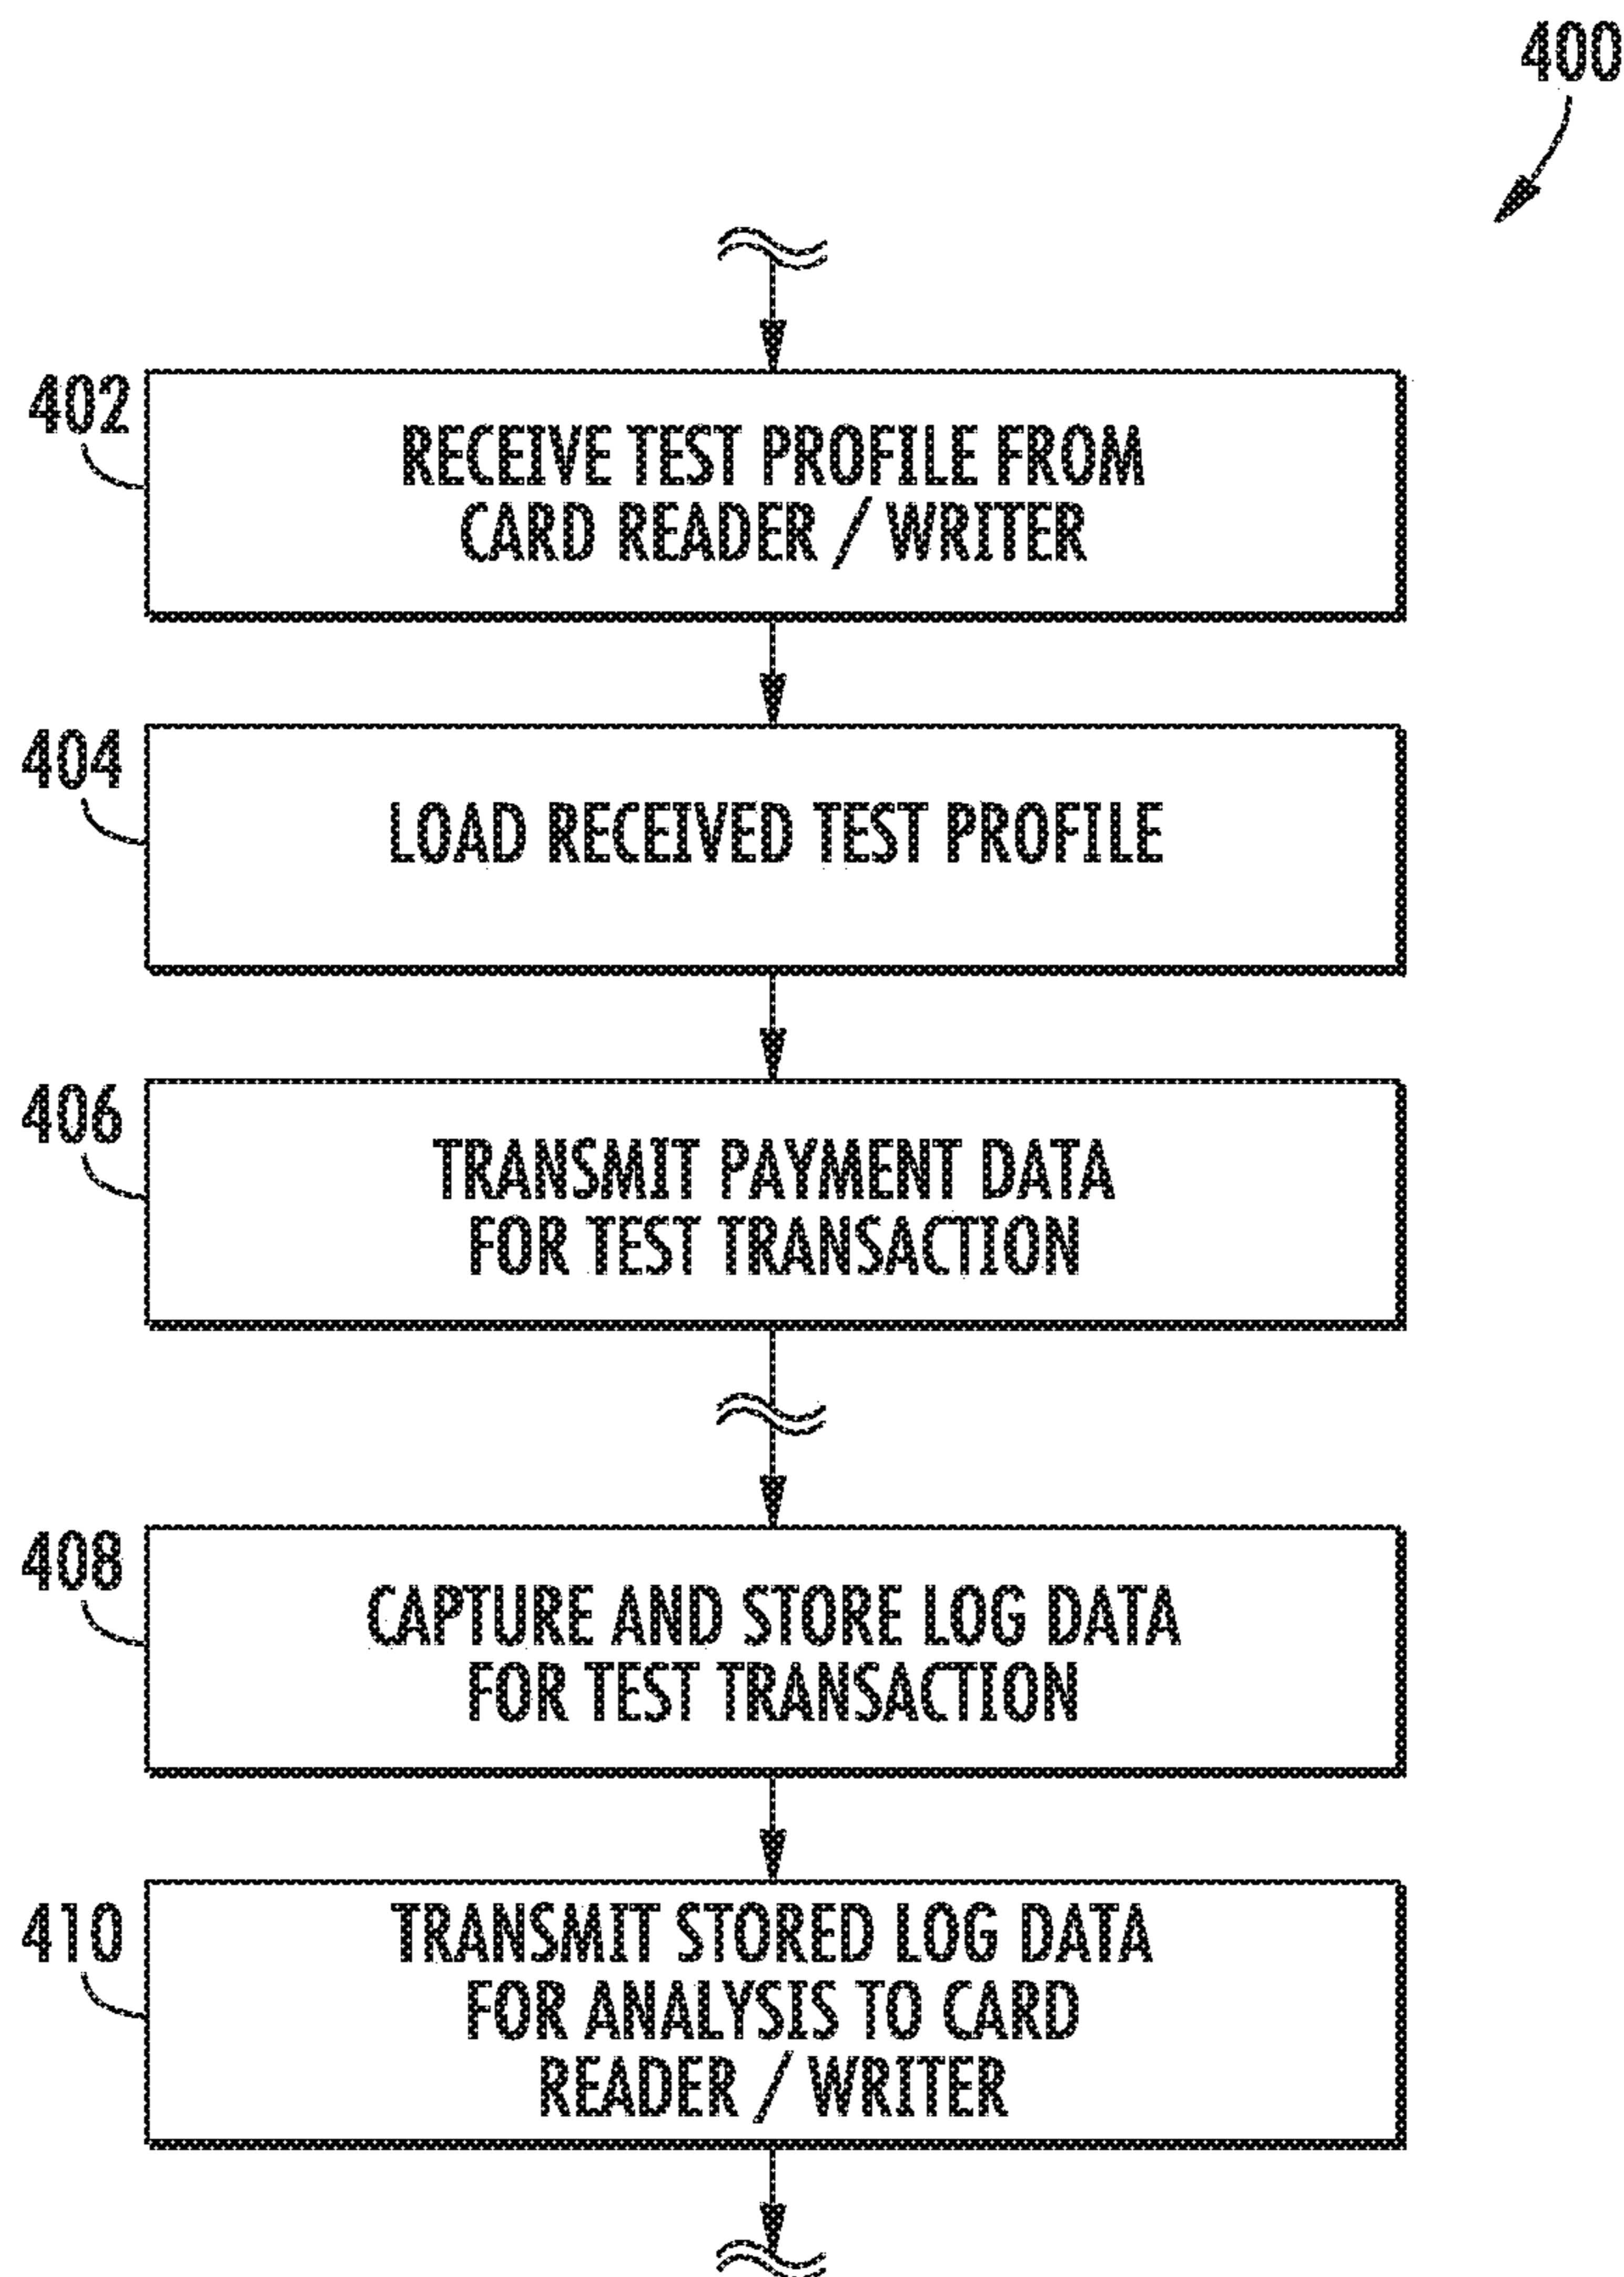 400
402
RECEIVE TEST PROFILE FROM
CARD READER / WRITER
404
LOAD RECEIVED TEST PROFILE
406
TRANSMIT PAYMENT DATA
FOR TEST TRANSACTION
408
CAPTURE AND STORE LOG DATA
FOR TEST TRANSACTION
410
TRANSMIT STORED LOG DATA
FOR ANALYSIS TO CARD
READER / WRITER